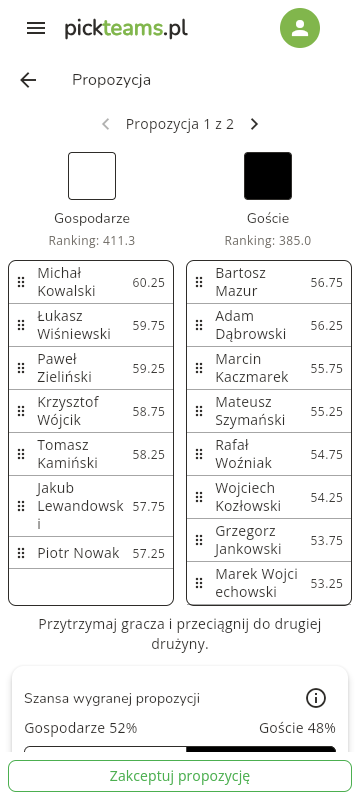 pickteams.pl
Propozycja
Propozycja 1 z 2
Gospodarze
Ranking: 411.3
Goście
Ranking: 385.0
Michał
Kowalski
60.25
Łukasz
Wiśniewski
59.75
Paweł
Zieliński
59.25
Krzysztof
Wójcik
58.75
Tomasz
Kamiński
58.25
Jakub
Lewandowsk
i
57.75
Piotr Nowak
57.25
Bartosz
Mazur
56.75
Adam
Dąbrowski
56.25
Marcin
Kaczmarek
55.75
Mateusz
Szymański
55.25
Rafał
Woźniak
54.75
Wojciech
Kozłowski
54.25
Grzegorz
Jankowski
53.75
Marek Wojci
echowski
53.25
Przytrzymaj gracza i przeciągnij do drugiej
drużyny.
Szansa wygranej propozycji
Gospodarze 52%
Goście 48%
Zakceptuj propozycję